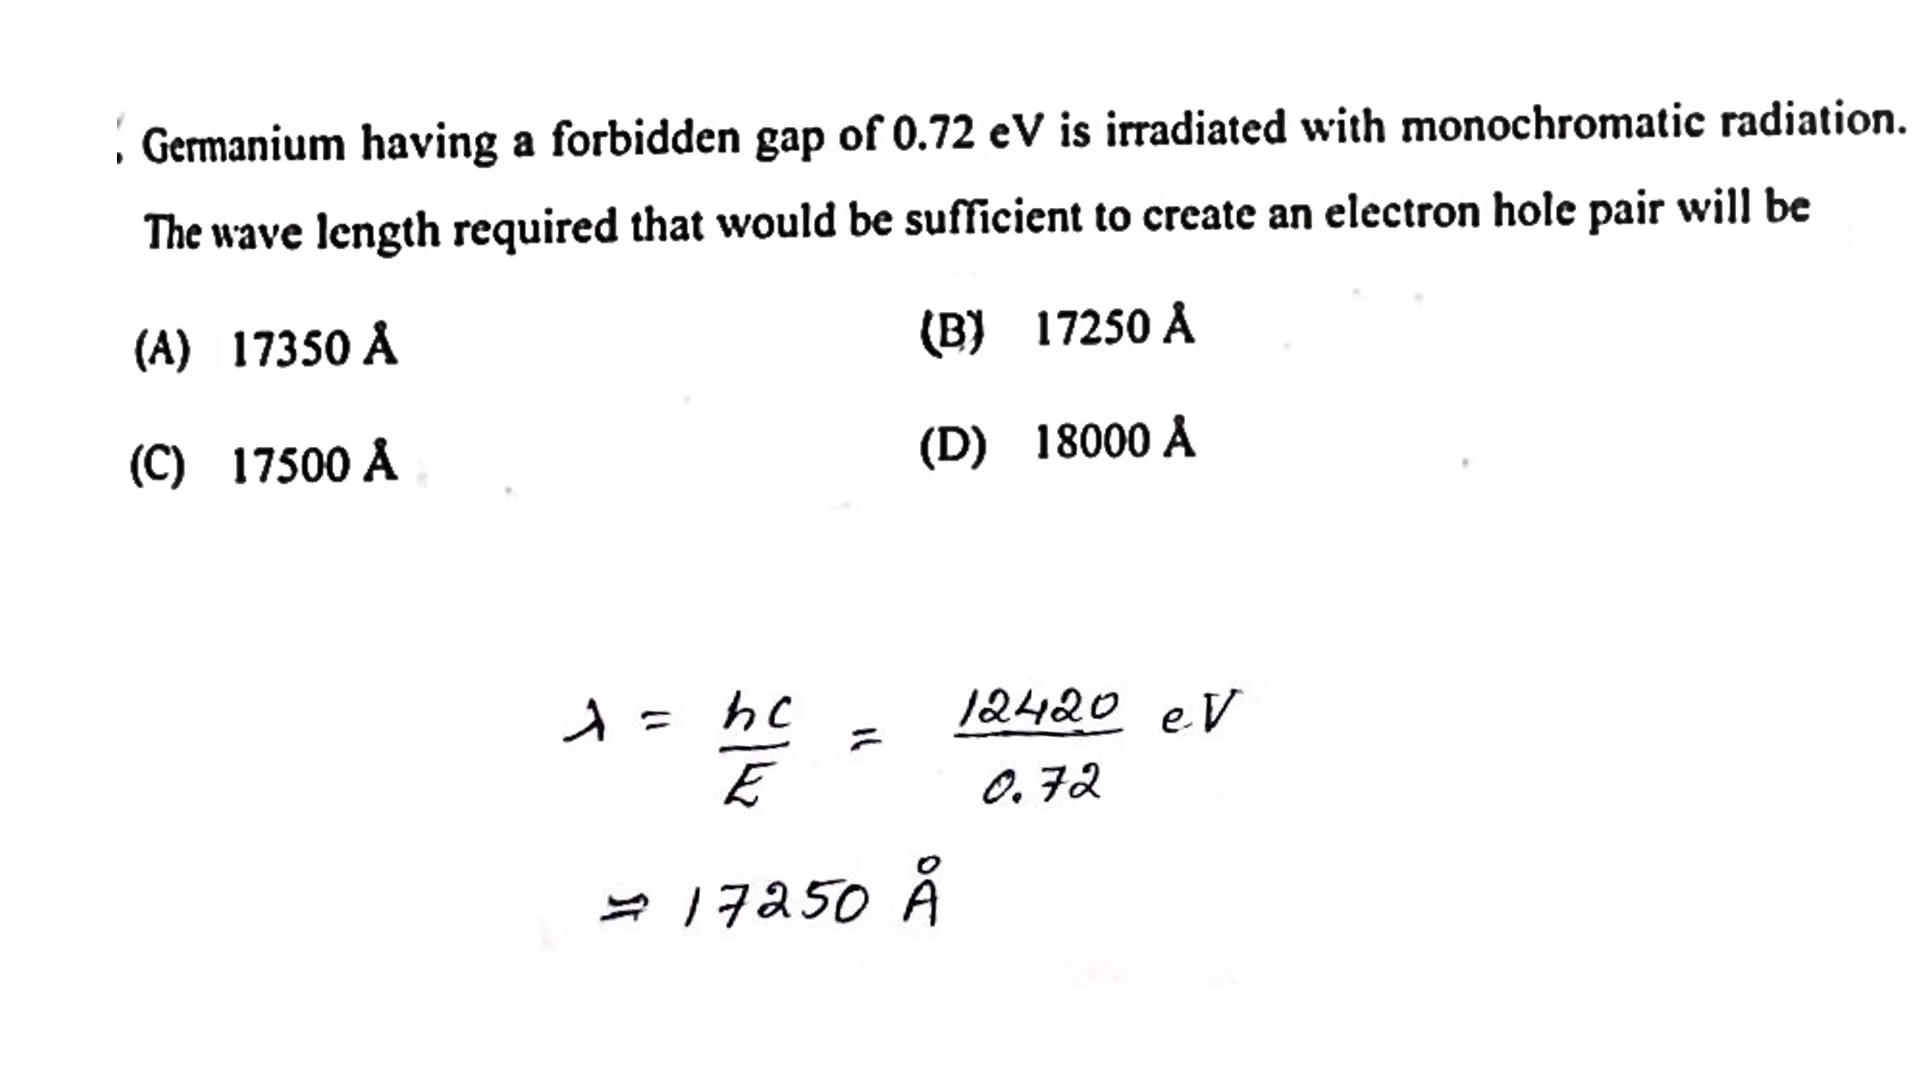 Germanium having a forbidden gap of 0.72 eV is irradiated with monochromatic radiation.
The wave length required that would be sufficient to create an electron hole pair will be
(A) 17350 Å
(B) 17250 Å
(C) 17500 Å
(D) 18000 Å
λ = hc/E = 12420/0.72 eV
= 17250 Å